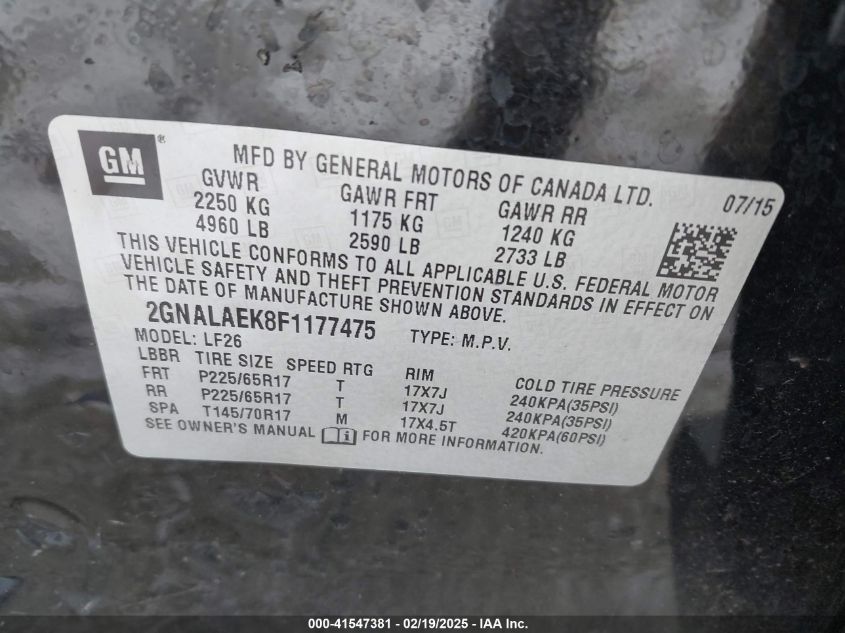 GM®
MFD BY GENERAL MOTORS OF CANADA LTD. 07/15
GVWR GAWR FRT GAWR RR
2250 KG 1175 KG 1240 KG
4960 LB 2590 LB 2733 LB
THIS VEHICLE CONFORMS TO ALL APPLICABLE U.S. FEDERAL MOTOR
VEHICLE SAFETY AND THEFT PREVENTION STANDARDS IN EFFECT ON
THE DATE OF MANUFACTURE SHOWN ABOVE.
2GNALAEK8F1177475 TYPE: M.P.V.
MODEL: LF26
LBBR TIRE SIZE SPEED RTG RIM COLD TIRE PRESSURE
FRT P225/65R17 T 17X7J 240KPA(35PSI)
RR P225/65R17 T 17X7J 240KPA(35PSI)
SPA T145/70R17 M 17X4.5T 420KPA(60PSI)
SEE OWNER'S MANUAL FOR MORE INFORMATION.
000-41547381 - 02/19/2025 - IAA Inc.